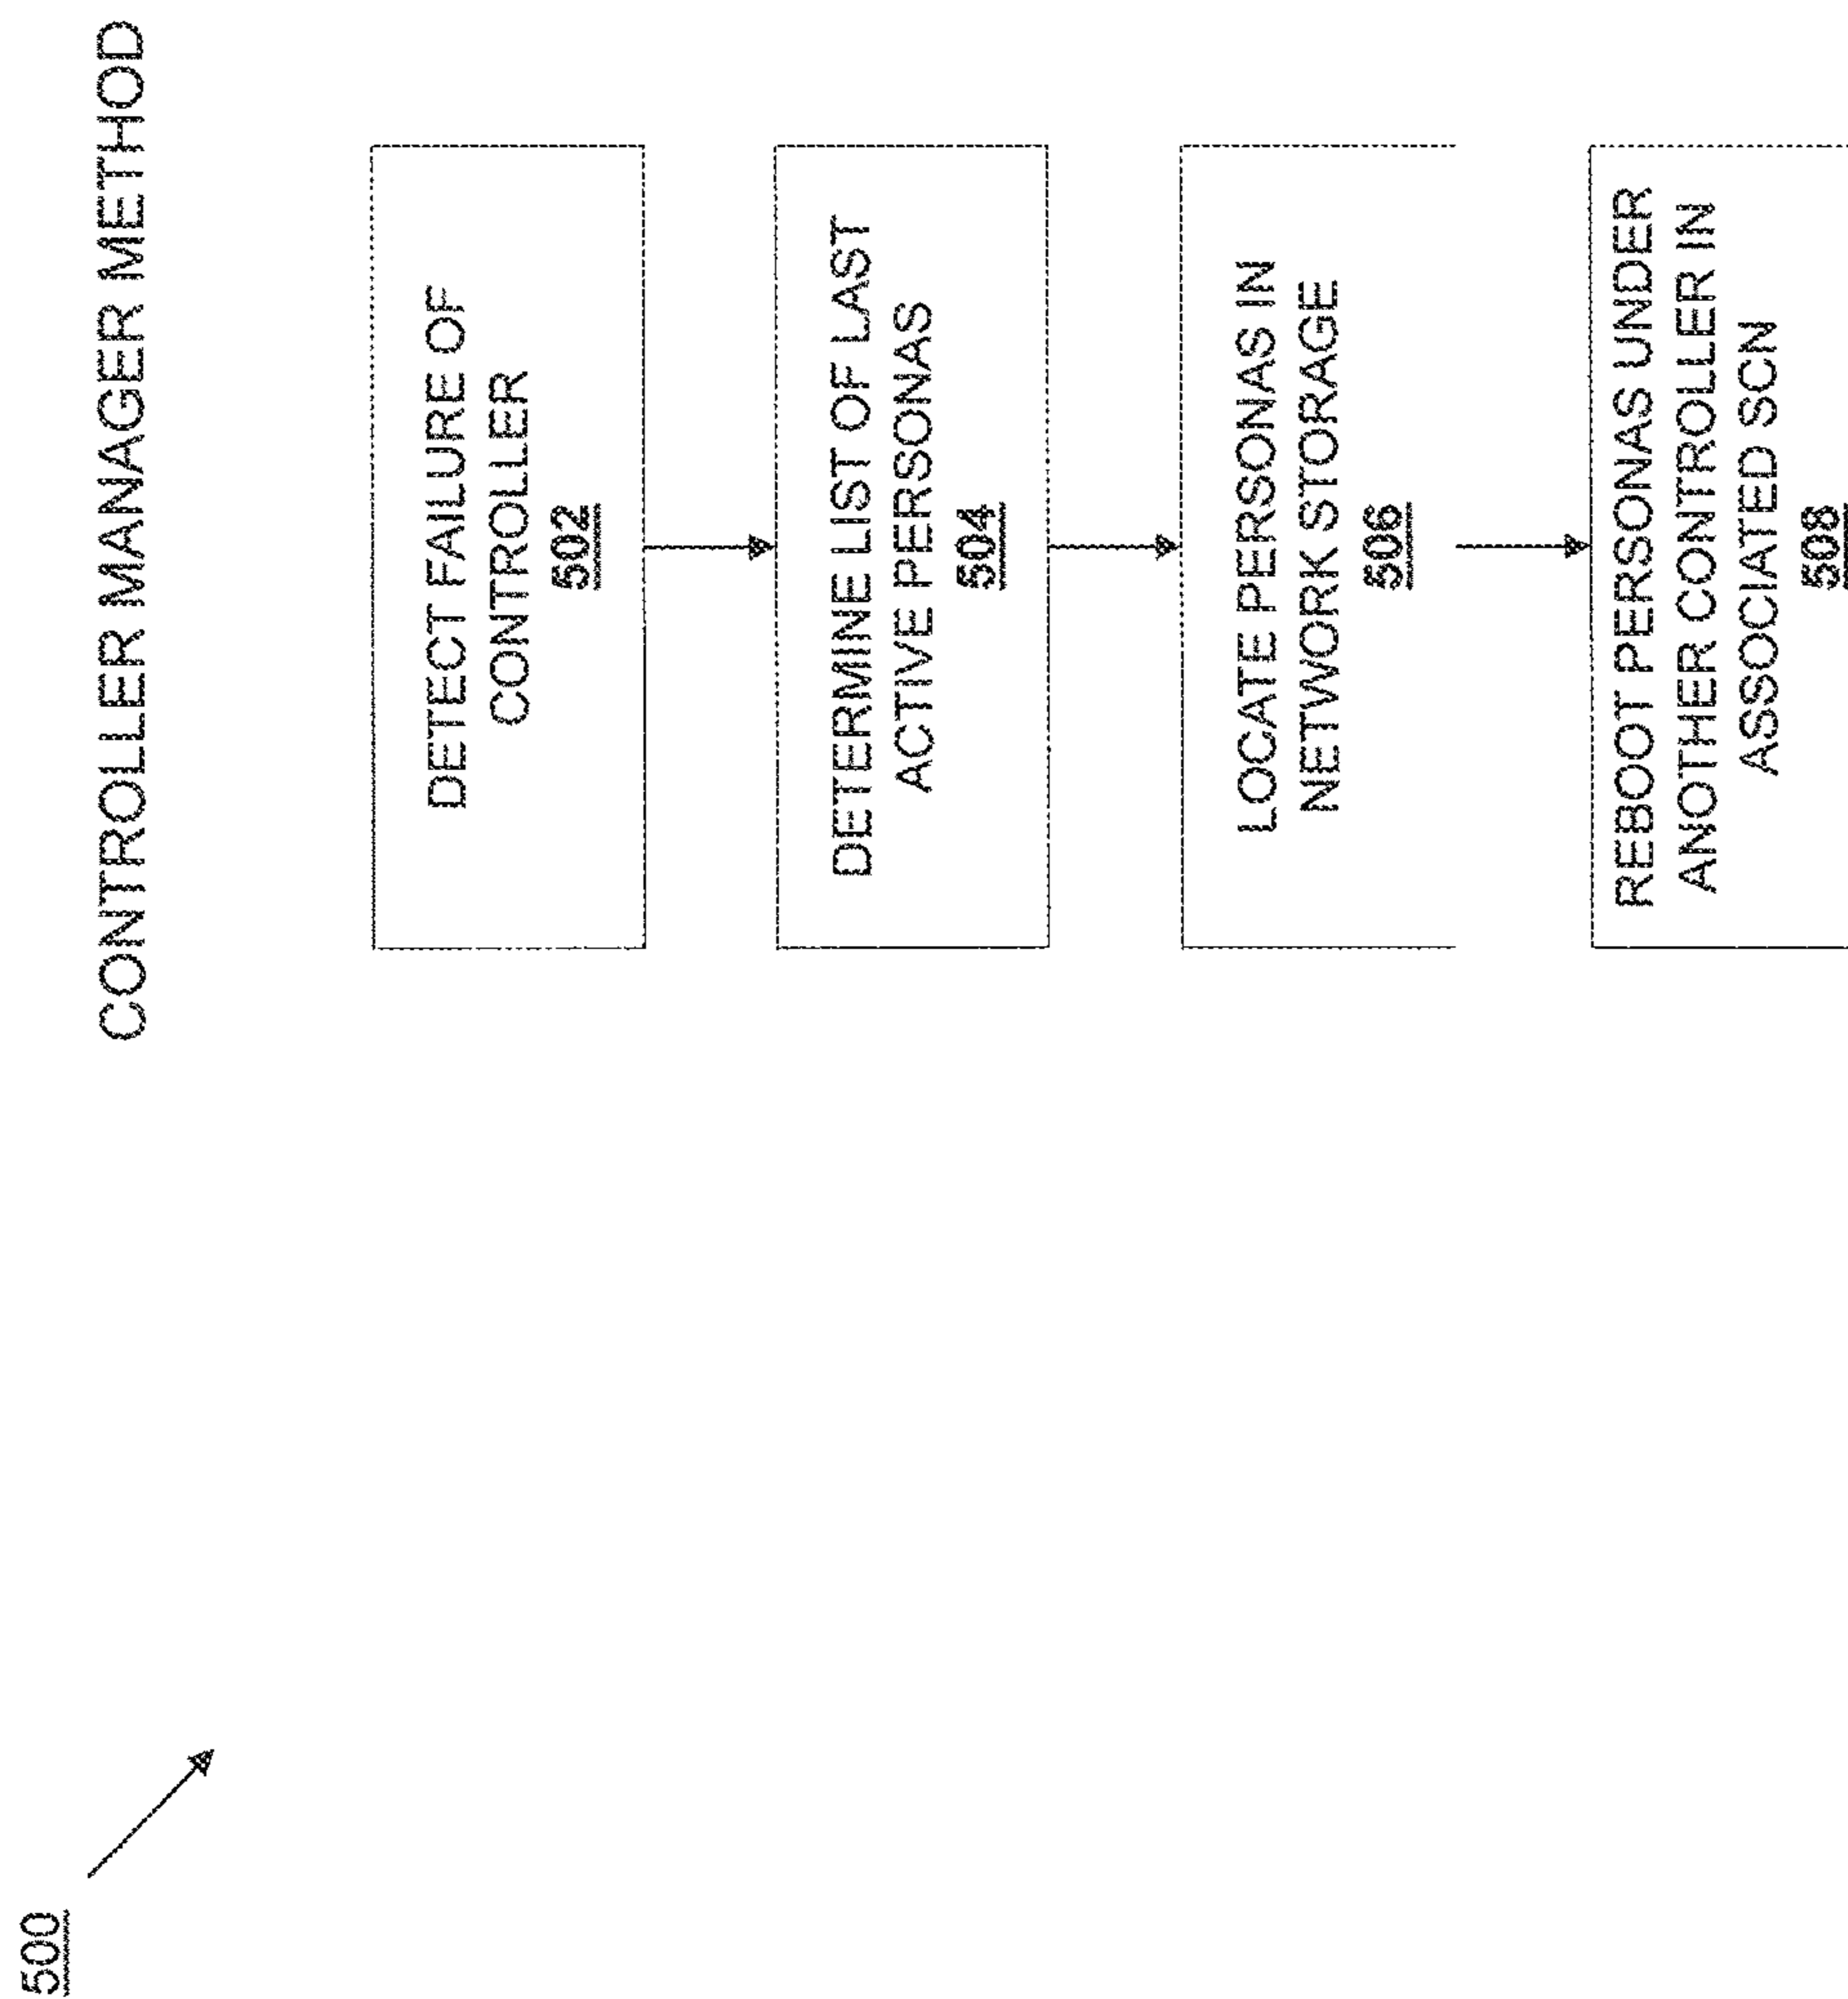 500
CONTROLLER MANAGER METHOD
DETECT FAILURE OF
CONTROLLER
502
DETERMINE LIST OF LAST
ACTIVE PERSONAS
504
LOCATE PERSONAS IN
NETWORK STORAGE
506
REBOOT PERSONAS UNDER
ANOTHER CONTROLLER IN
ASSOCIATED SCN
508